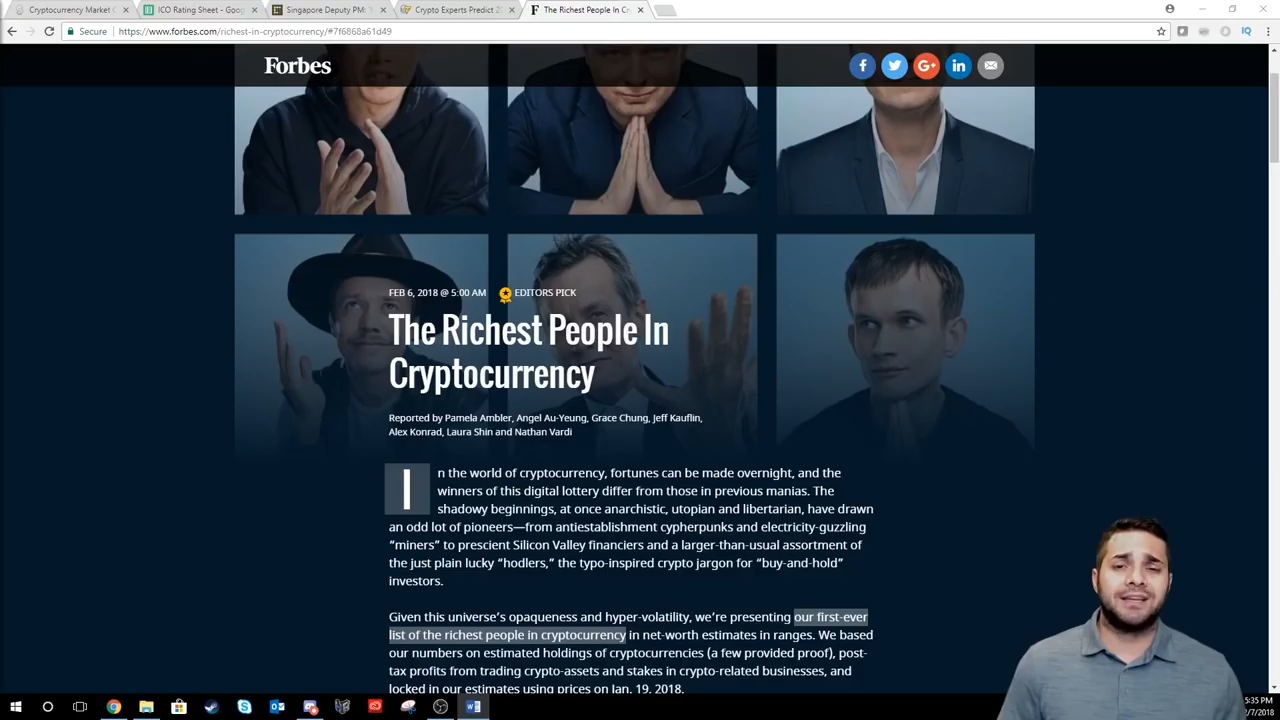 Cryptocurrency Market C
ICO Rating Sheet - Goog
Singapore Deputy PM:
Crypto Experts Predict 20
The Richest People In Cr
Secure
https://www.forbes.com/richest-in-cryptocurrency/#7f6868a61d49
Forbes
FEB 6, 2018 @ 5:00 AM EDITORS PICK
The Richest People In
Cryptocurrency
Reported by Pamela Ambler, Angel Au-Yeung, Grace Chung, Jeff Kauflin,
Alex Konrad, Laura Shin and Nathan Vardi
In the world of cryptocurrency, fortunes can be made overnight, and the
winners of this digital lottery differ from those in previous manias. The
shadowy beginnings, at once anarchistic, utopian and libertarian, have drawn
an odd lot of pioneers—from antiestablishment cypherpunks and electricity-guzzling
“miners” to prescient Silicon Valley financiers and a larger-than-usual assortment of
the just plain lucky “hodlers,” the typo-inspired crypto jargon for “buy-and-hold”
investors.
Given this universe’s opaqueness and hyper-volatility, we’re presenting our first-ever
list of the richest people in cryptocurrency in net-worth estimates in ranges. We based
our numbers on estimated holdings of cryptocurrencies (a few provided proof), post-
tax profits from trading crypto-assets and stakes in crypto-related businesses, and
locked in our estimates using prices on Jan. 19, 2018.
5:35 PM
2/7/2018